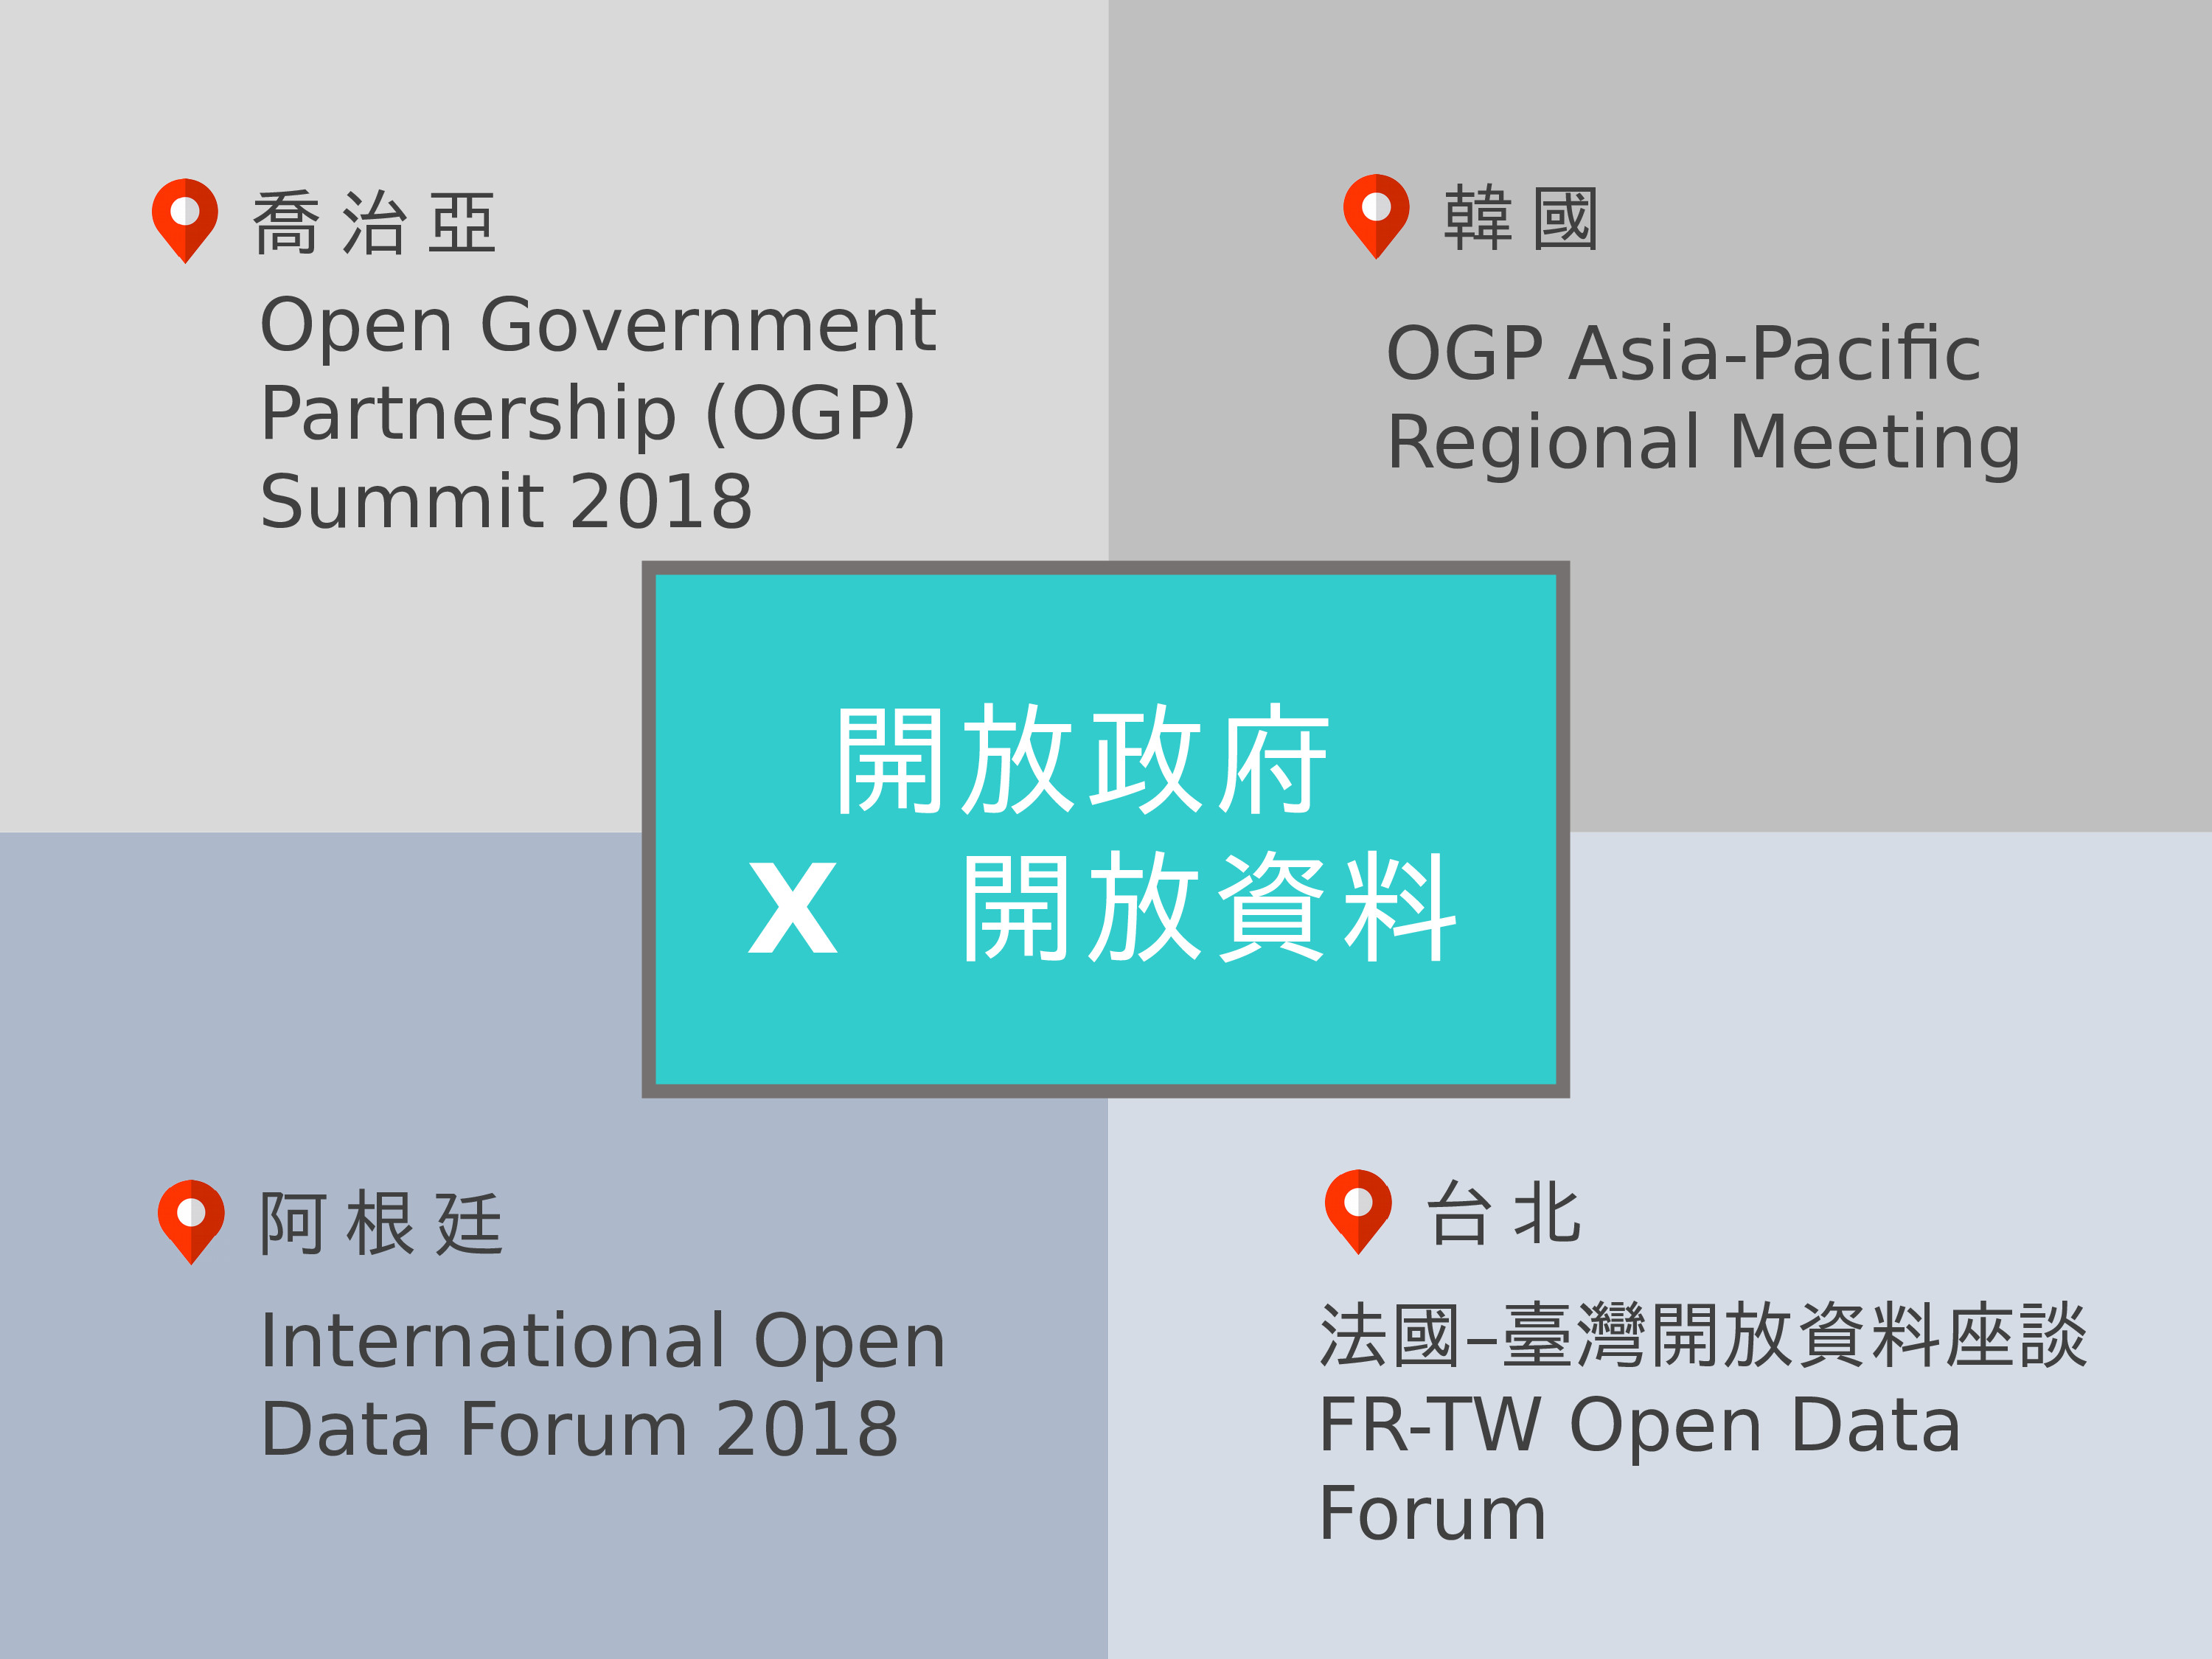 喬治亞
Open Government
Partnership (OGP)
Summit 2018
韓國
OGP Asia-Pacific
Regional Meeting
開放政府
X 開放資料
阿根廷
International Open
Data Forum 2018
台北
法國–臺灣開放資料座談
FR-TW Open Data
Forum